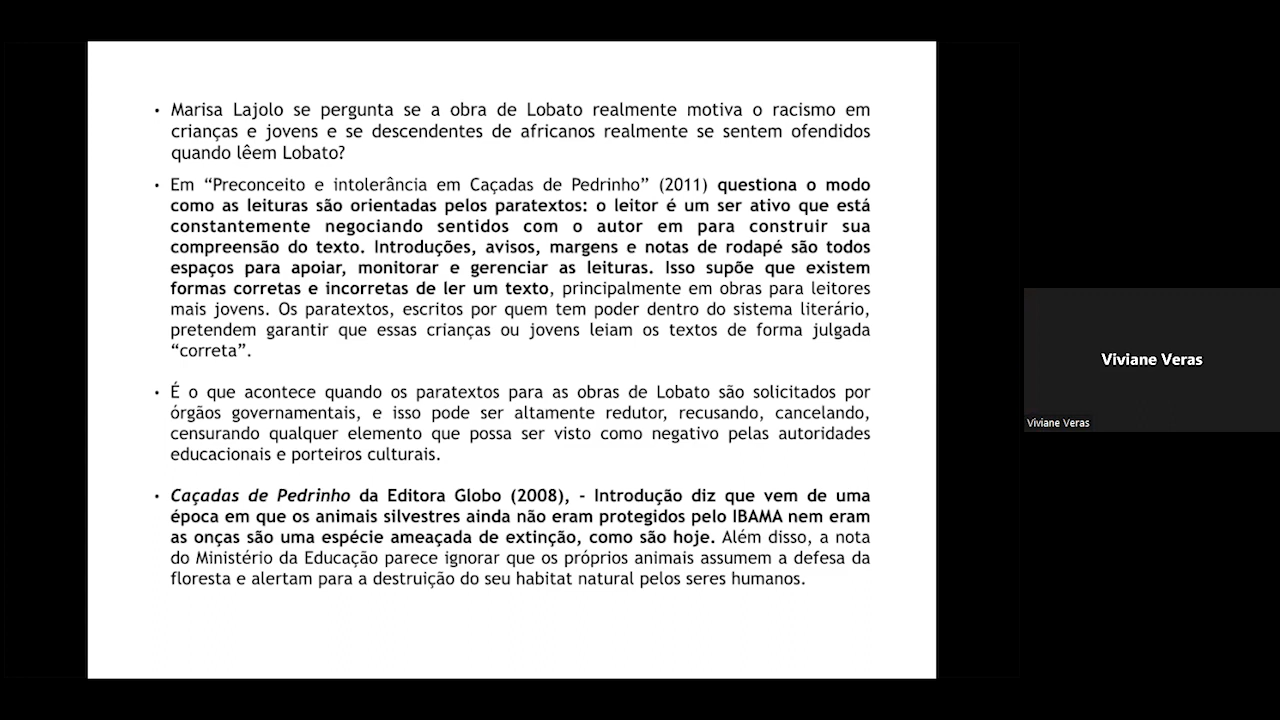 • Marisa Lajolo se pergunta se a obra de Lobato realmente motiva o racismo em
crianças e jovens e se descendentes de africanos realmente se sentem ofendidos
quando lêem Lobato?
• Em “Preconceito e intolerância em Caçadas de Pedrinho” (2011) questiona o modo
como as leituras são orientadas pelos paratextos: o leitor é um ser ativo que está
constantemente negociando sentidos com o autor em para construir sua
compreensão do texto. Introduções, avisos, margens e notas de rodapé são todos
espaços para apoiar, monitorar e gerenciar as leituras. Isso supõe que existem
formas corretas e incorretas de ler um texto, principalmente em obras para leitores
mais jovens. Os paratextos, escritos por quem tem poder dentro do sistema literário,
pretendem garantir que essas crianças ou jovens leiam os textos de forma julgada
“correta”.
• É o que acontece quando os paratextos para as obras de Lobato são solicitados por
órgãos governamentais, e isso pode ser altamente redutor, recusando, cancelando,
censurando qualquer elemento que possa ser visto como negativo pelas autoridades
educacionais e porteiros culturais.
• Caçadas de Pedrinho da Editora Globo (2008), - Introdução diz que vem de uma
época em que os animais silvestres ainda não eram protegidos pelo IBAMA nem eram
as onças são uma espécie ameaçada de extinção, como são hoje. Além disso, a nota
do Ministério da Educação parece ignorar que os próprios animais assumem a defesa da
floresta e alertam para a destruição do seu habitat natural pelos seres humanos.
Viviane Veras
Viviane Veras